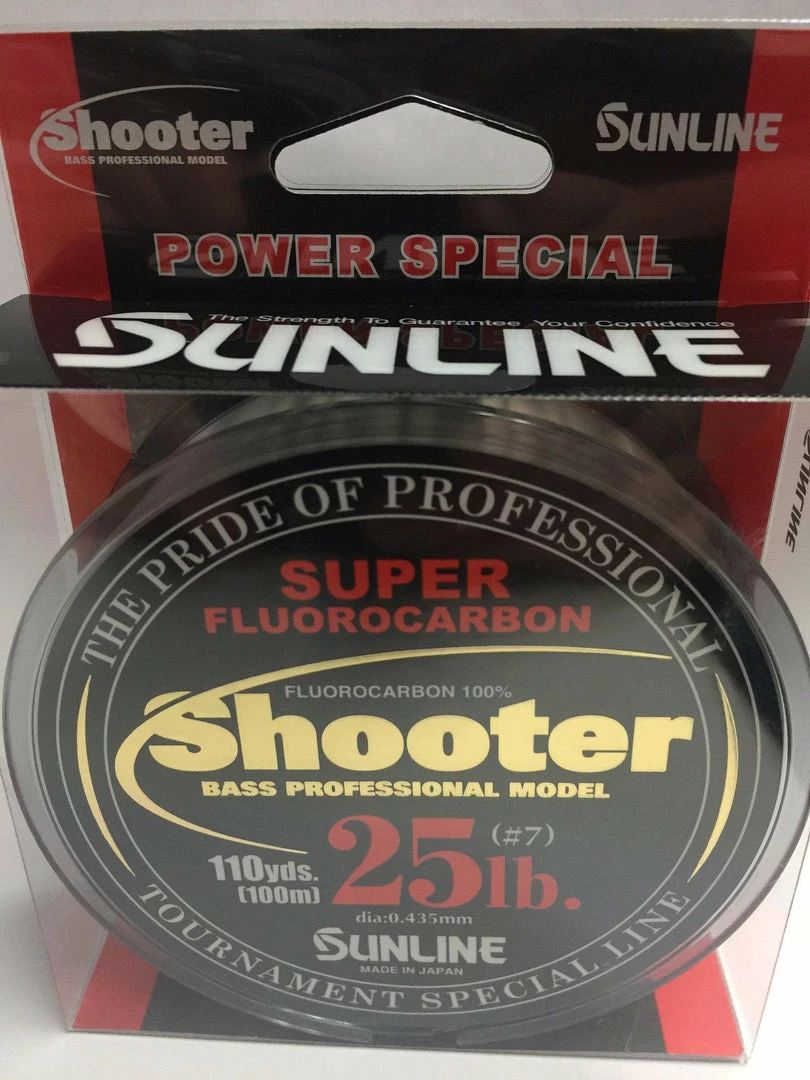 Shooter
BASS PROFESSIONAL MODEL
SUNLINE
POWER SPECIAL
The Strength To Guarantee Your Confidence
SUNLINE
SUNLINE
THE PRIDE OF PROFESSIONAL
SUPER
FLUOROCARBON
FLUOROCARBON 100%
Shooter
BASS PROFESSIONAL MODEL
110yds.
(100m)
25lb.
(#7)
dia:0.435mm
SUNLINE
MADE IN JAPAN
TOURNAMENT SPECIAL LINE